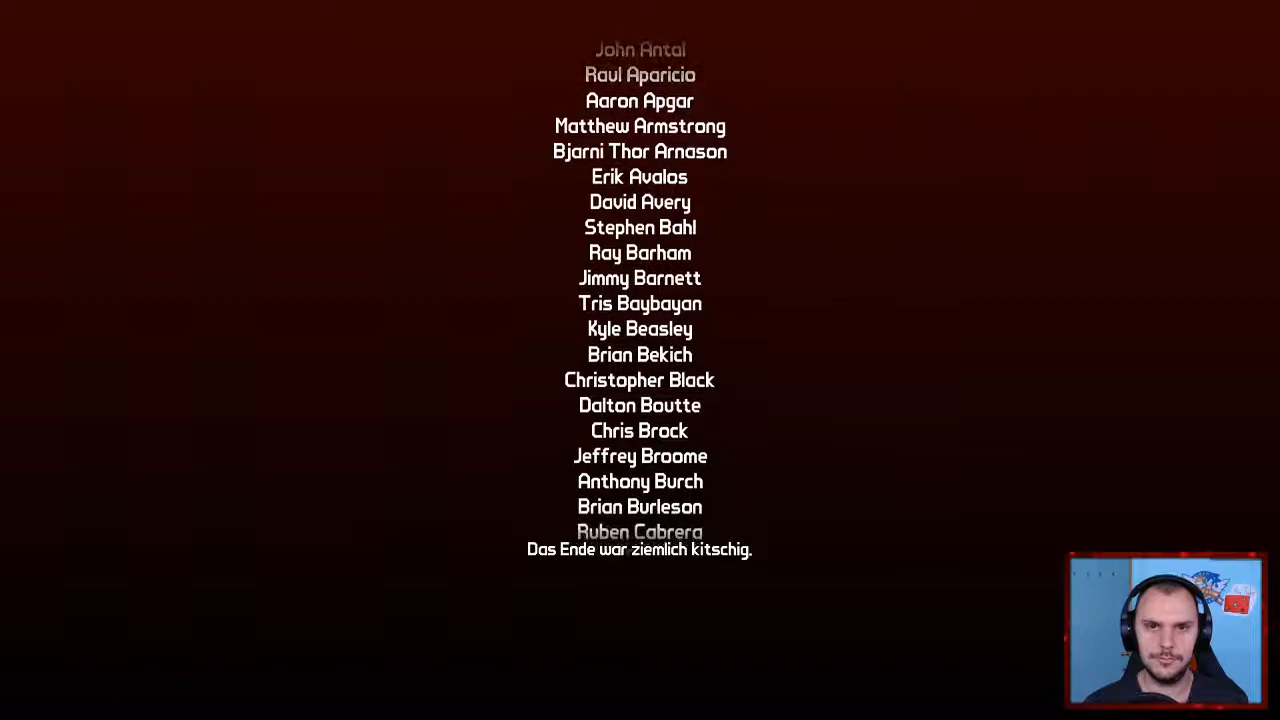 John Antal
Raul Aparicio
Aaron Apgar
Matthew Armstrong
Bjarni Thor Arnason
Erik Avalos
David Avery
Stephen Bahl
Ray Barham
Jimmy Barnett
Tris Baybayan
Kyle Beasley
Brian Bekich
Christopher Black
Dalton Boutte
Chris Brock
Jeffrey Broome
Anthony Burch
Brian Burleson
Ruben Cabrera
Das Ende war ziemlich kitschig.